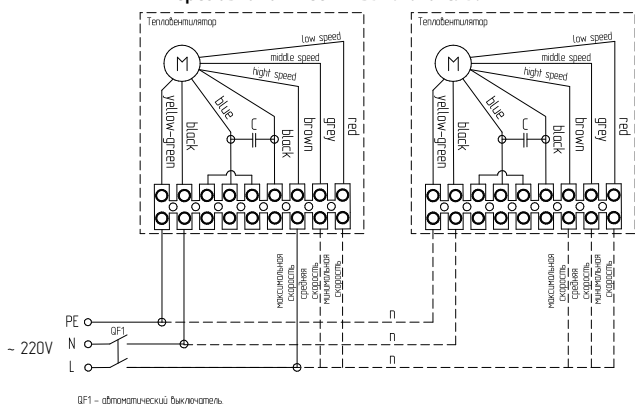 Тепловентилятор
Тепловентилятор
low speed
middle speed
hight speed
M
yellow-green
black
blue
C
black
brown
grey
red
low speed
middle speed
hight speed
M
yellow-green
black
blue
C
black
brown
grey
red
максимальная
скорость
средняя
скорость
минимальная
скорость
максимальная
скорость
средняя
скорость
минимальная
скорость
PE
n
~ 220V
N
QF1
n
L
n
QF1 - автоматический выключатель.